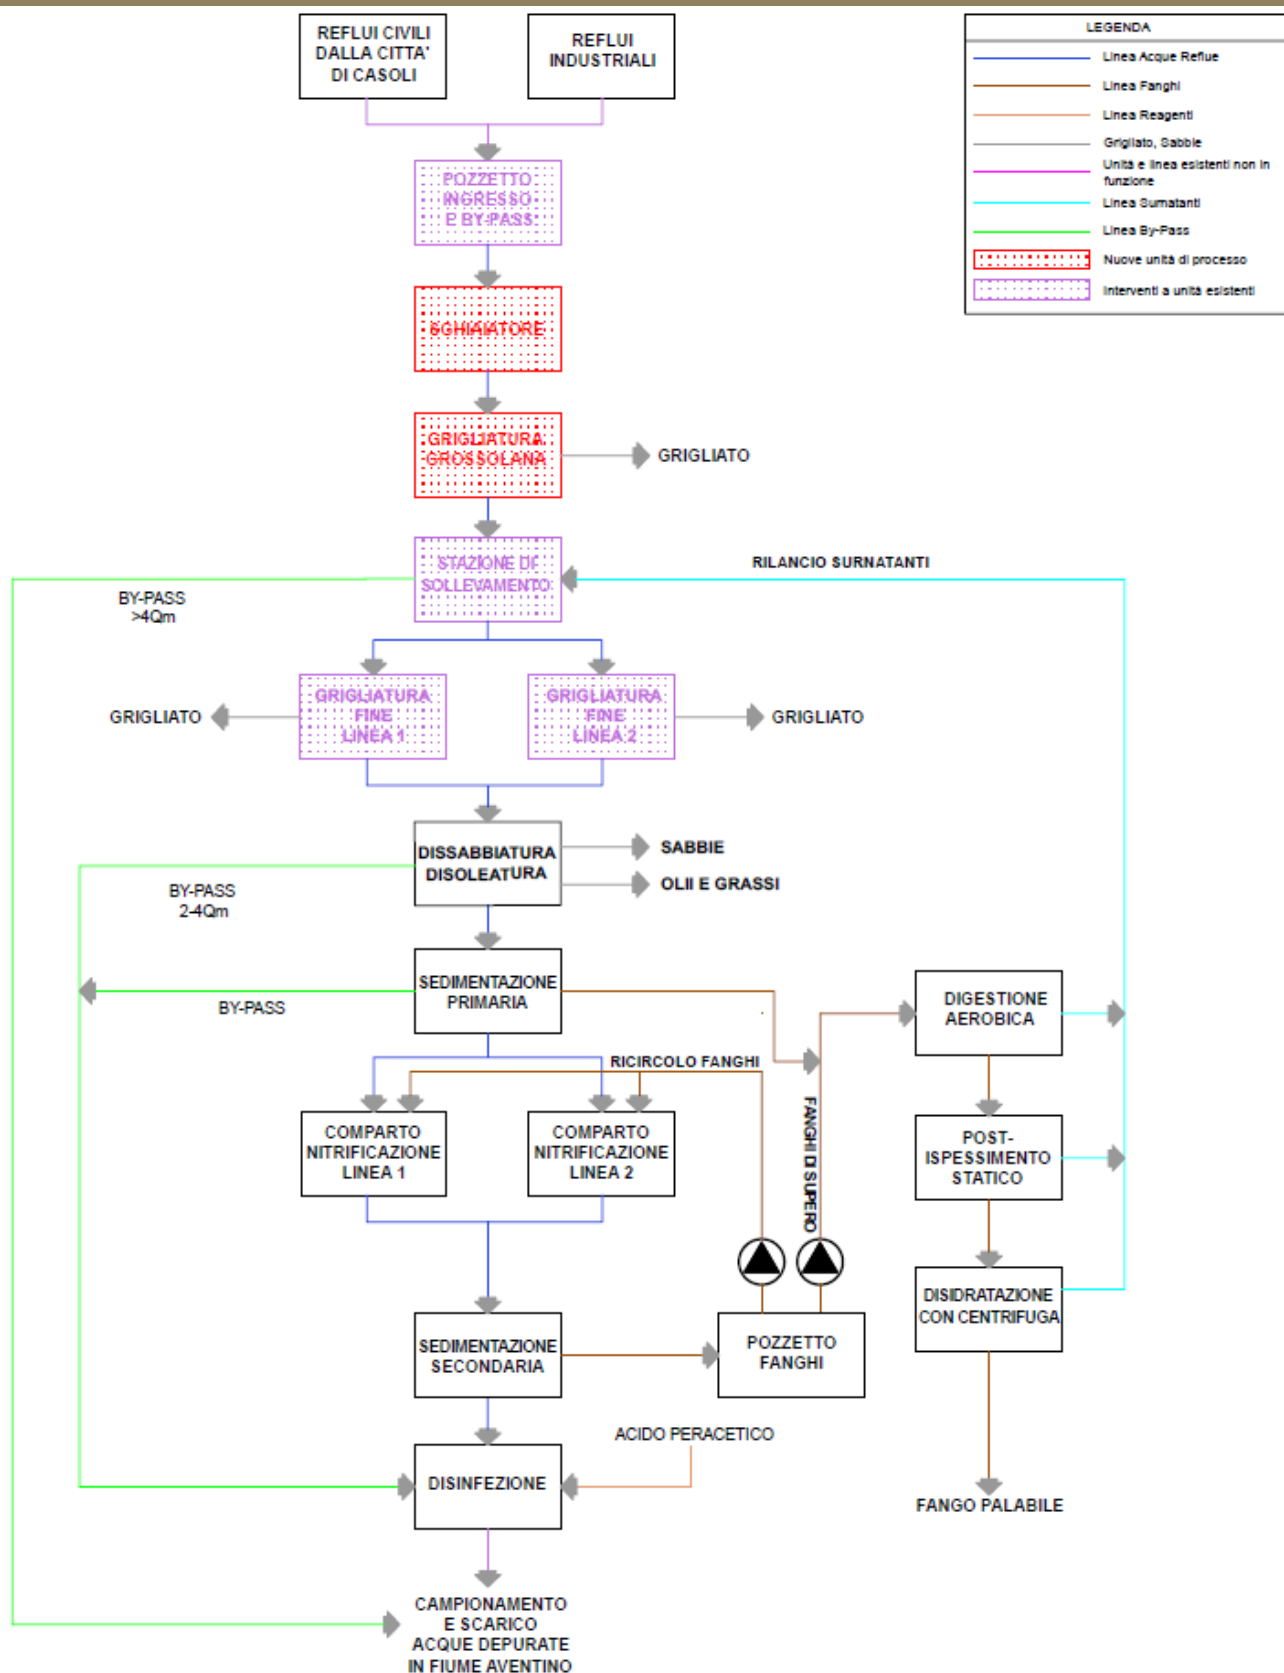 REFLUI CIVILI
DALLA CITTA'
DI CASOLI
REFLUI
INDUSTRIALI
LEGENDA
Linea Acque Reflue
Linea Fanghi
Linea Reagenti
Grigliato, Sabbie
Unità e linea esistenti non in
funzione
Linea Surnatanti
Linea By-Pass
Nuove unità di processo
Interventi a unità esistenti
POZZETTO
INGRESSO
E BY-PASS
SGHIAIATORE
GRIGLIATURA
GROSSOLANA
GRIGLIATO
STAZIONE DI
SOLLEVAMENTO
RILANCIO SURNATANTI
BY-PASS
>4Qm
GRIGLIATURA
FINE
LINEA 1
GRIGLIATURA
FINE
LINEA 2
GRIGLIATO
GRIGLIATO
DISSABBIATURA
DISOLEATURA
SABBIE
OLII E GRASSI
BY-PASS
2-4Qm
SEDIMENTAZIONE
PRIMARIA
BY-PASS
DIGESTIONE
AEROBICA
RICIRCOLO FANGHI
FANGHI DI SUPERO
COMPARTO
NITRIFICAZIONE
LINEA 1
COMPARTO
NITRIFICAZIONE
LINEA 2
POST-
ISPESSIMENTO
STATICO
DISIDRATAZIONE
CON CENTRIFUGA
SEDIMENTAZIONE
SECONDARIA
POZZETTO
FANGHI
ACIDO PERACETICO
DISINFEZIONE
FANGO PALABILE
CAMPIONAMENTO
E SCARICO
ACQUE DEPURATE
IN FIUME AVENTINO